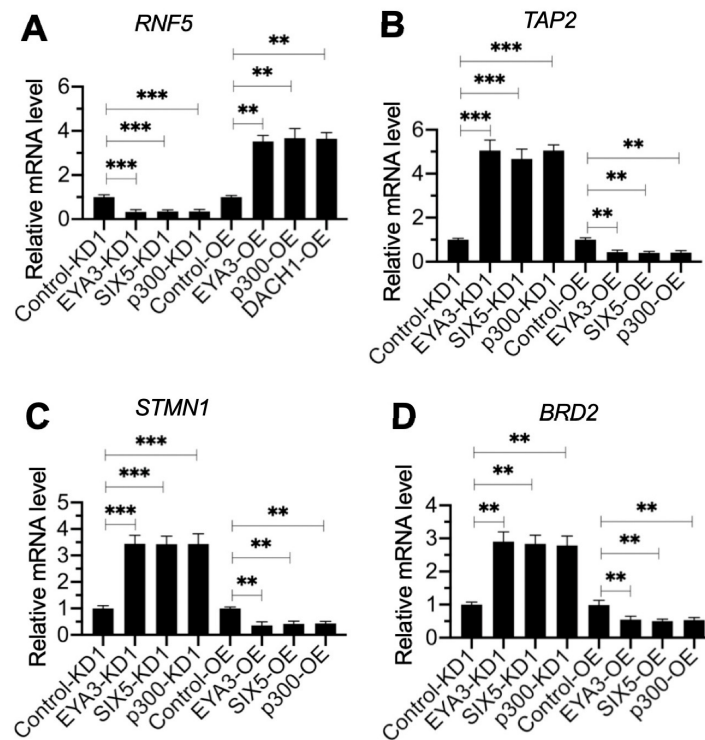 A
RNF5
Relative mRNA level
6
4
2
0
***
***
***
**
**
**
Control-KD1
EYA3-KD1
SIX5-KD1
p300-KD1
Control-OE
EYA3-OE
p300-OE
DACH1-OE
B
TAP2
Relative mRNA level
6
4
2
0
***
***
***
**
**
**
Control-KD1
EYA3-KD1
SIX5-KD1
p300-KD1
Control-OE
EYA3-OE
SIX5-OE
p300-OE
C
STMN1
Relative mRNA level
5
4
3
2
1
0
***
***
***
**
**
**
Control-KD1
EYA3-KD1
SIX5-KD1
p300-KD1
Control-OE
EYA3-OE
SIX5-OE
p300-OE
D
BRD2
Relative mRNA level
4
3
2
1
0
**
**
**
**
**
**
Control-KD1
EYA3-KD1
SIX5-KD1
p300-KD1
Control-OE
EYA3-OE
SIX5-OE
p300-OE